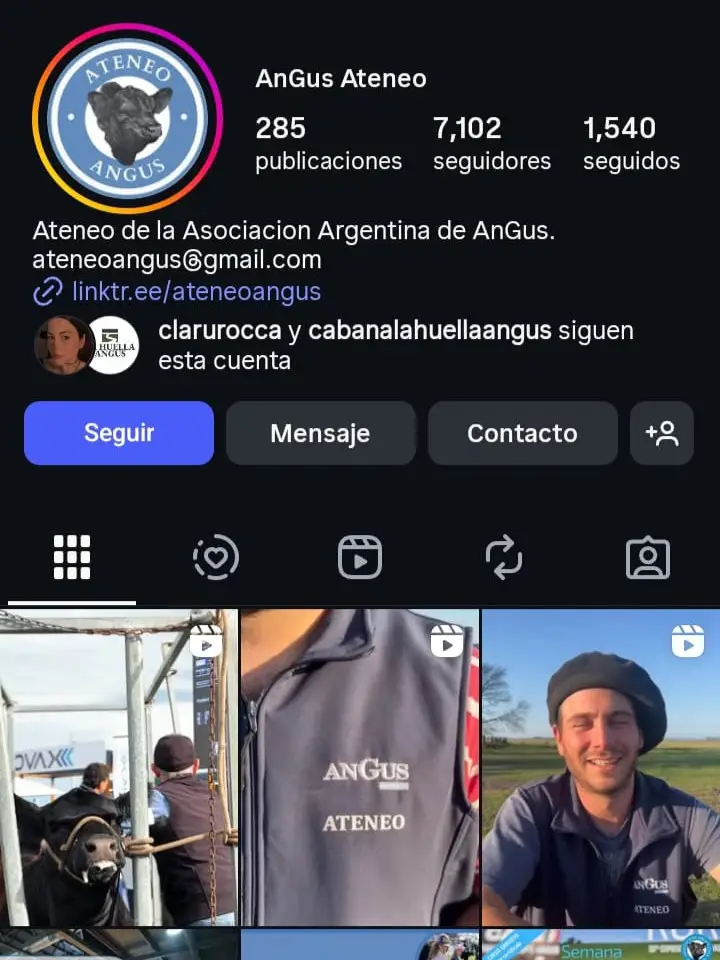 ATENEO
ANGUS
AnGus Ateneo
285
publicaciones
7,102
seguidores
1,540
seguidos
Ateneo de la Asociacion Argentina de AnGus.
ateneoangus@gmail.com
linktr.ee/ateneoangus
HUELLA
ANGUS
clarurocca y cabanalahuellaangus siguen
esta cuenta
Seguir
Mensaje
Contacto
OVAX
ANGUS
ATENEO
ANGUS
ATENEO
Semana